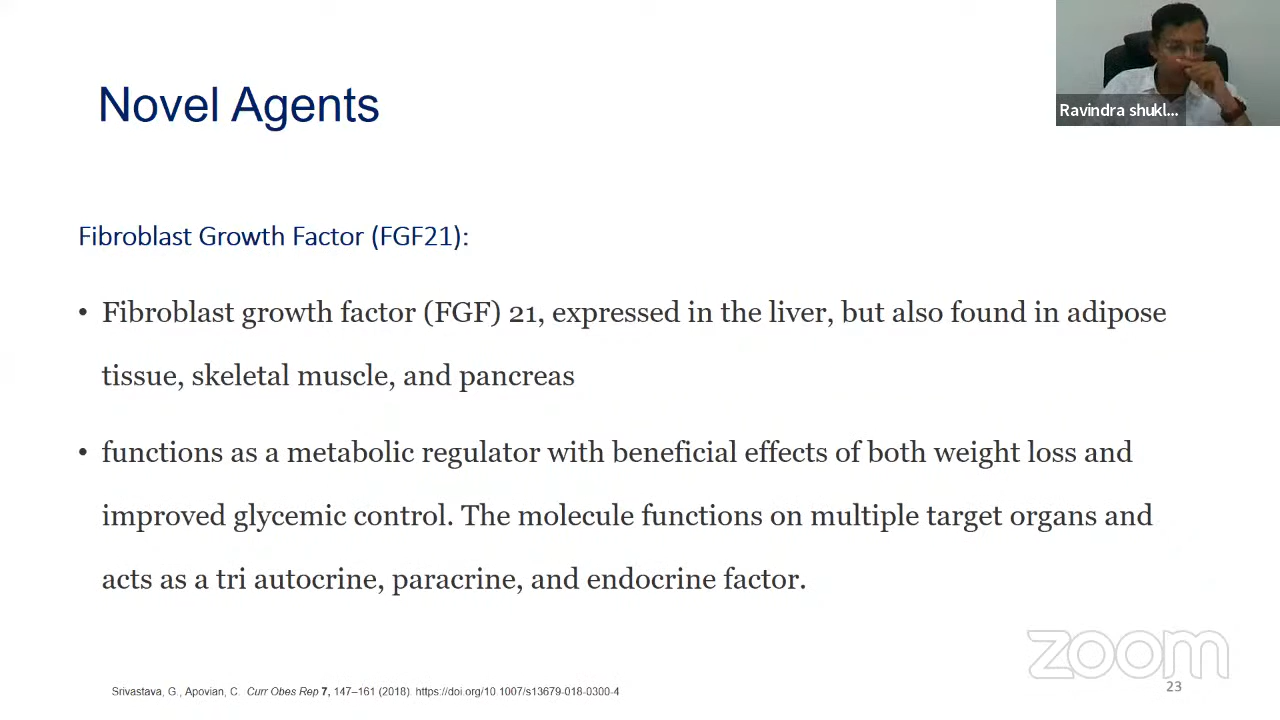 Novel Agents
Ravindra shukl...
Fibroblast Growth Factor (FGF21):
• Fibroblast growth factor (FGF) 21, expressed in the liver, but also found in adipose
tissue, skeletal muscle, and pancreas
• functions as a metabolic regulator with beneficial effects of both weight loss and
improved glycemic control. The molecule functions on multiple target organs and
acts as a tri autocrine, paracrine, and endocrine factor.
zoom
23
Srivastava, G., Apovian, C. Curr Obes Rep 7, 147–161 (2018) https://doi.org/10.1007/s13679-018-0300-4